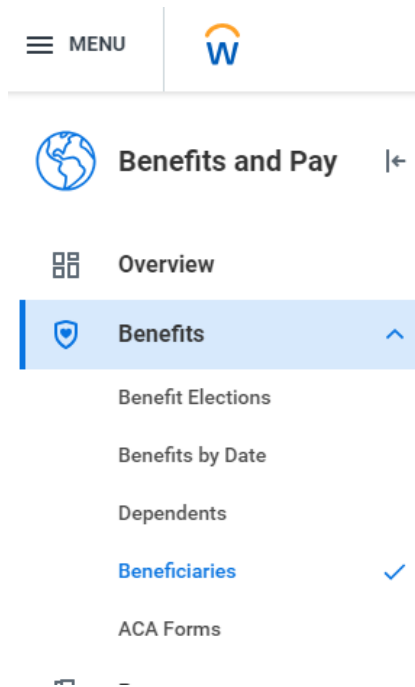 MENU
W
Benefits and Pay
Overview
Benefits
Benefit Elections
Benefits by Date
Dependents
Beneficiaries
ACA Forms